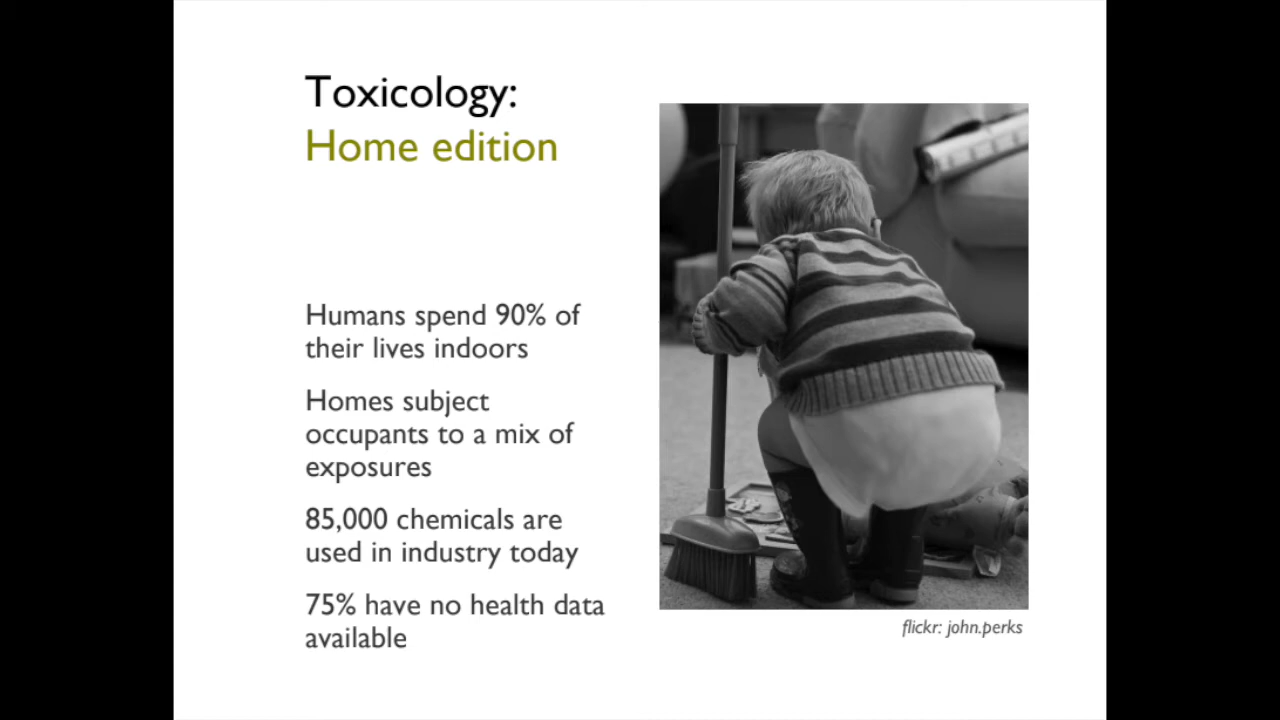 Toxicology:
Home edition
Humans spend 90% of
their lives indoors
Homes subject
occupants to a mix of
exposures
85,000 chemicals are
used in industry today
75% have no health data
available
flickr: john.perks